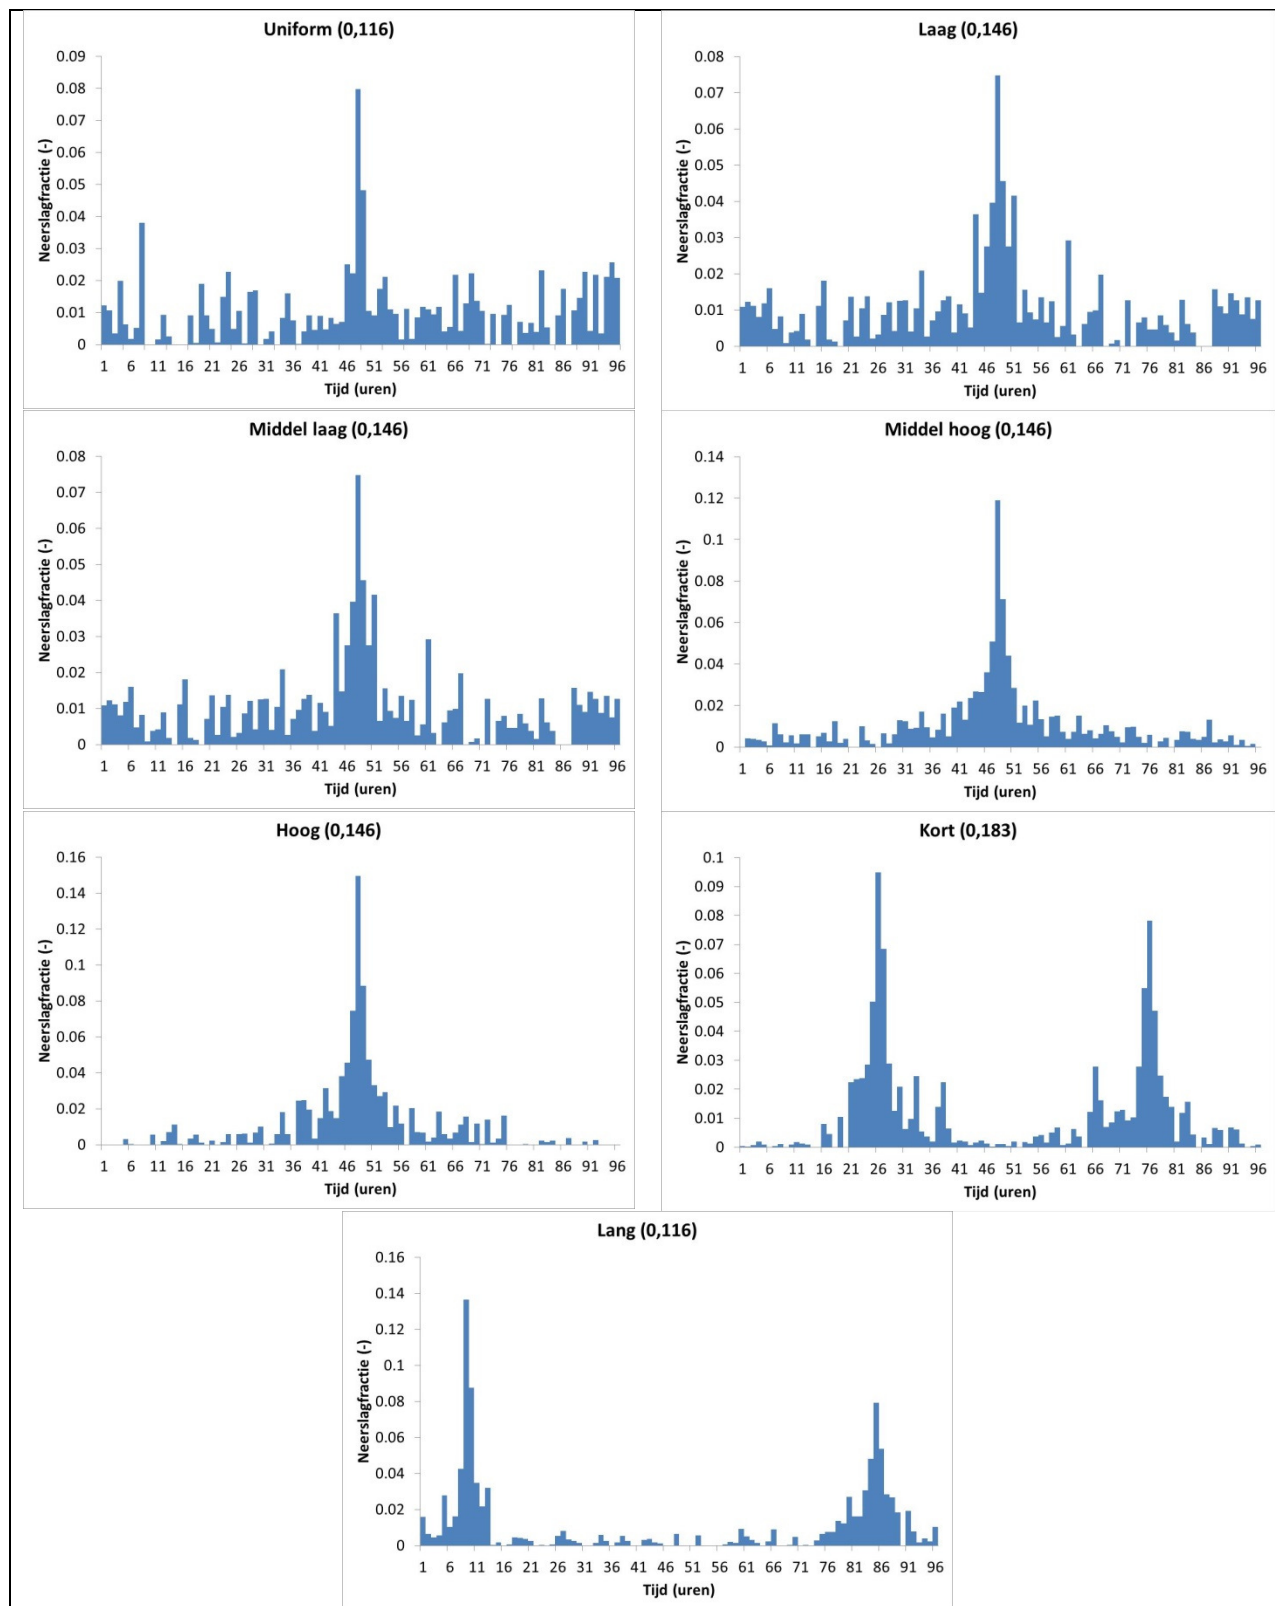 Uniform (0,116)
Neerslagfractie (-)
0.09
0.08
0.07
0.06
0.05
0.04
0.03
0.02
0.01
0
1 6 11 16 21 26 31 36 41 46 51 56 61 66 71 76 81 86 91 96
Tijd (uren)
Laag (0,146)
Neerslagfractie (-)
0.08
0.07
0.06
0.05
0.04
0.03
0.02
0.01
0
1 6 11 16 21 26 31 36 41 46 51 56 61 66 71 76 81 86 91 96
Tijd (uren)
Middel laag (0,146)
Neerslagfractie (-)
0.08
0.07
0.06
0.05
0.04
0.03
0.02
0.01
0
1 6 11 16 21 26 31 36 41 46 51 56 61 66 71 76 81 86 91 96
Tijd (uren)
Middel hoog (0,146)
Neerslagfractie (-)
0.14
0.12
0.1
0.08
0.06
0.04
0.02
0
1 6 11 16 21 26 31 36 41 46 51 56 61 66 71 76 81 86 91 96
Tijd (uren)
Hoog (0,146)
Neerslagfractie (-)
0.16
0.14
0.12
0.1
0.08
0.06
0.04
0.02
0
1 6 11 16 21 26 31 36 41 46 51 56 61 66 71 76 81 86 91 96
Tijd (uren)
Kort (0,183)
Neerslagfractie (-)
0.1
0.09
0.08
0.07
0.06
0.05
0.04
0.03
0.02
0.01
0
1 6 11 16 21 26 31 36 41 46 51 56 61 66 71 76 81 86 91 96
Tijd (uren)
Lang (0,116)
Neerslagfractie (-)
0.16
0.14
0.12
0.1
0.08
0.06
0.04
0.02
0
1 6 11 16 21 26 31 36 41 46 51 56 61 66 71 76 81 86 91 96
Tijd (uren)